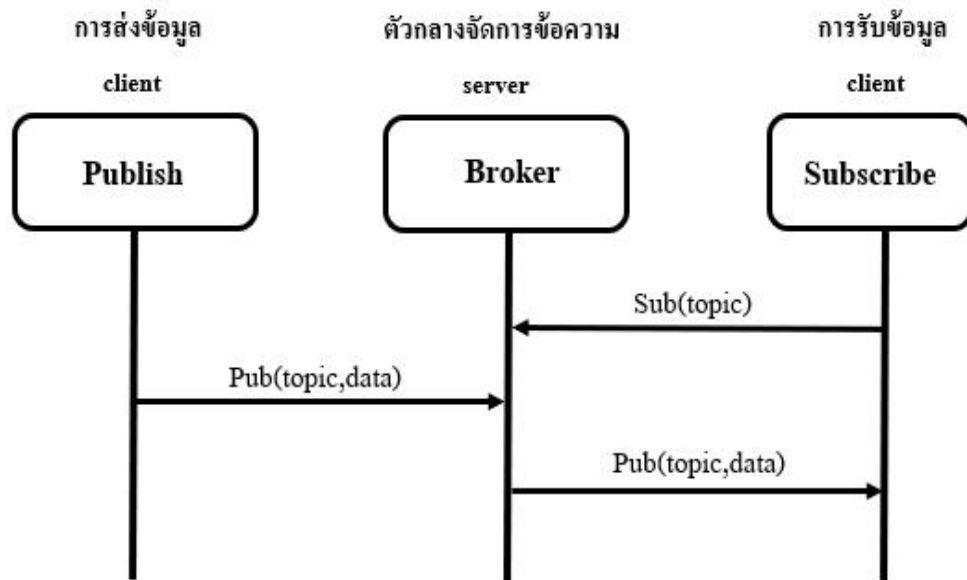 การส่งข้อมูล
ตัวกลางจัดการข้อความ
การรับข้อมูล
client
server
client
Publish
Broker
Subscribe
Sub(topic)
Pub(topic,data)
Pub(topic,data)